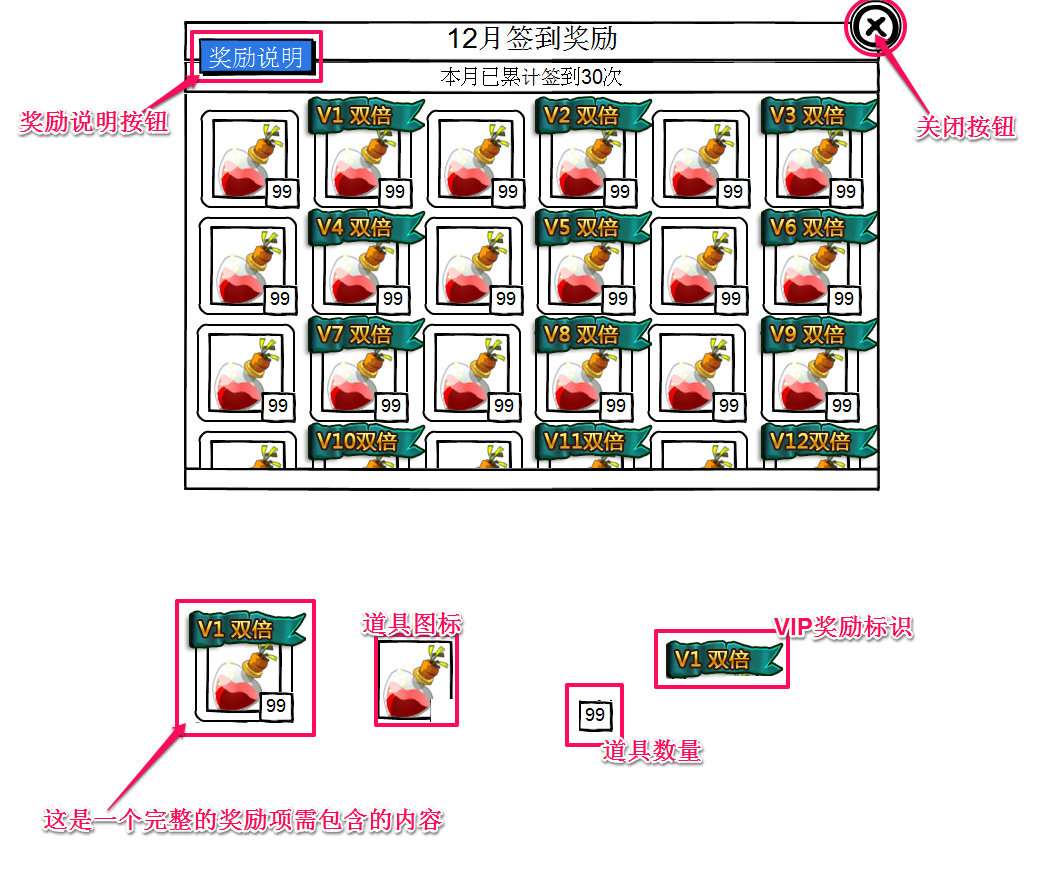 12月签到奖励
奖励说明
本月已累计签到30次
奖励说明按钮
关闭按钮
V1 双倍
V2 双倍
V3 双倍
99 99 99 99 99 99
V4 双倍
V5 双倍
V6 双倍
99 99 99 99 99 99
V7 双倍
V8 双倍
V9 双倍
99 99 99 99 99 99
V10双倍
V11双倍
V12双倍
V1 双倍
99
道具图标
VIP奖励标识
V1 双倍
99
道具数量
这是一个完整的奖励项需包含的内容